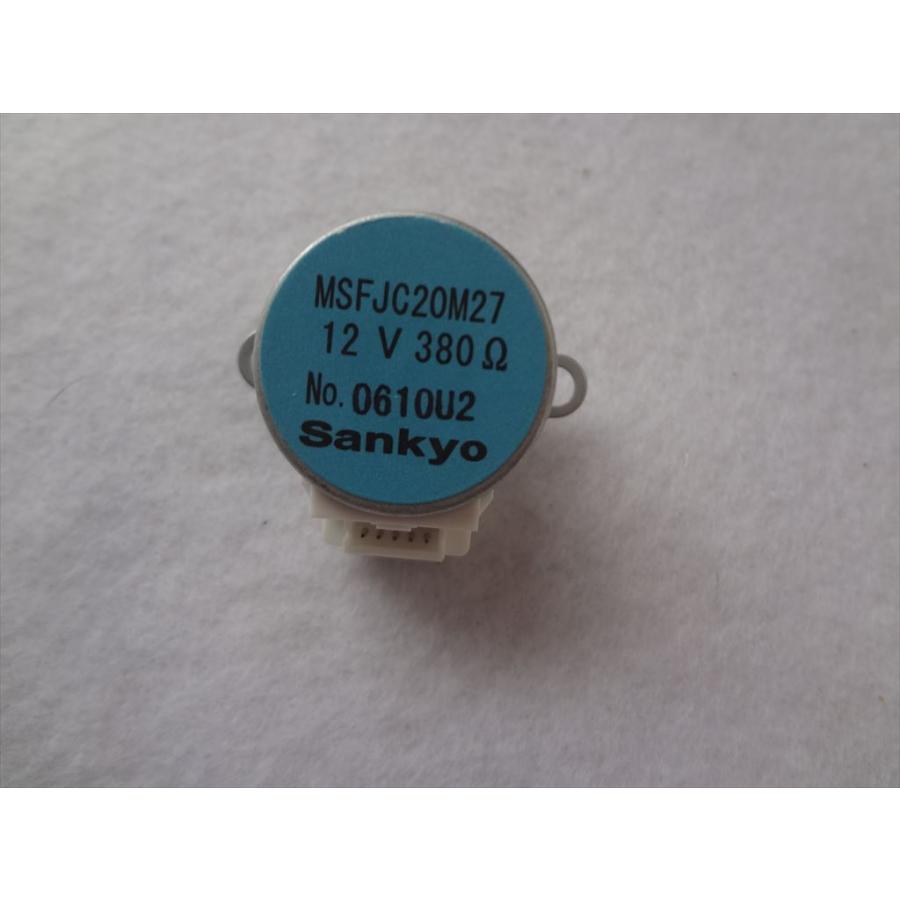 MSFJC20M27
12 V 380 Ω
No. 0610U2
Sankyo